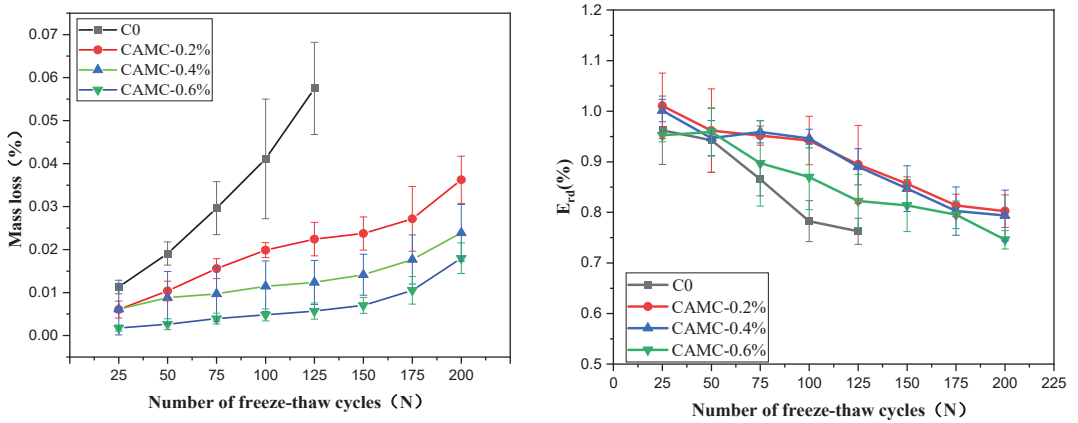 C0
CAMC-0.2%
CAMC-0.4%
CAMC-0.6%
Mass loss（%）
0.07
0.06
0.05
0.04
0.03
0.02
0.01
0.00
25 50 75 100 125 150 175 200
Number of freeze-thaw cycles（N）
E_rd(%)
1.2
1.1
1.0
0.9
0.8
0.7
0.6
0.5
C0
CAMC-0.2%
CAMC-0.4%
CAMC-0.6%
0 25 50 75 100 125 150 175 200 225
Number of freeze-thaw cycles（N）